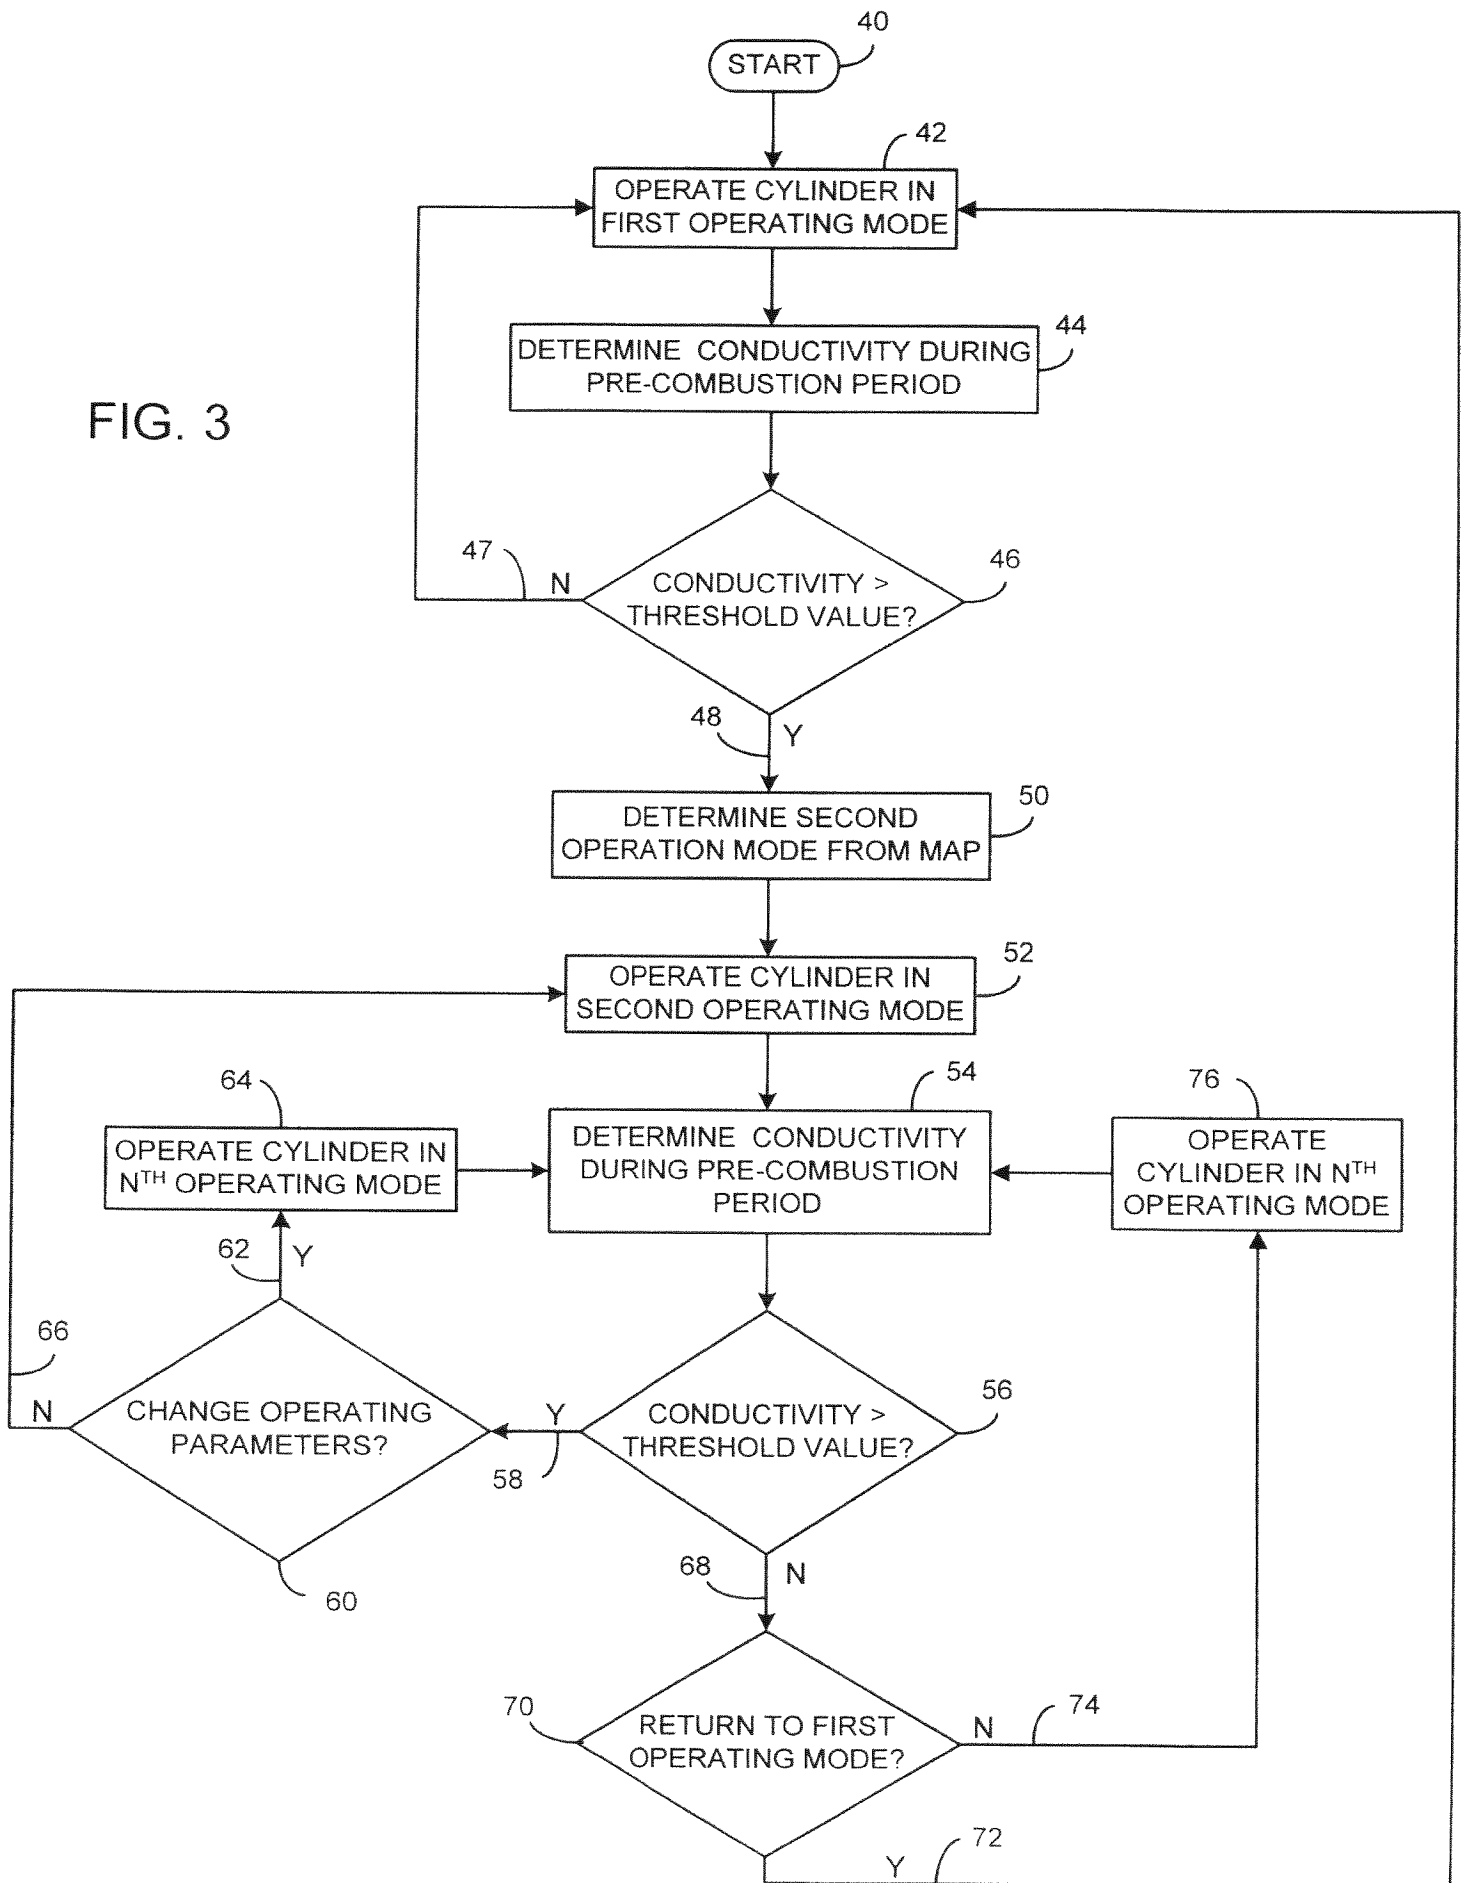 40
START
42
OPERATE CYLINDER IN
FIRST OPERATING MODE
44
DETERMINE CONDUCTIVITY DURING
PRE-COMBUSTION PERIOD
FIG. 3
47
N
46
CONDUCTIVITY >
THRESHOLD VALUE?
48
Y
50
DETERMINE SECOND
OPERATION MODE FROM MAP
52
OPERATE CYLINDER IN
SECOND OPERATING MODE
64
OPERATE CYLINDER IN
NTH OPERATING MODE
54
DETERMINE CONDUCTIVITY
DURING PRE-COMBUSTION
PERIOD
76
OPERATE
CYLINDER IN NTH
OPERATING MODE
62
Y
66
N
CHANGE OPERATING
PARAMETERS?
60
Y
58
56
CONDUCTIVITY >
THRESHOLD VALUE?
68
N
70
RETURN TO FIRST
OPERATING MODE?
N
74
Y
72